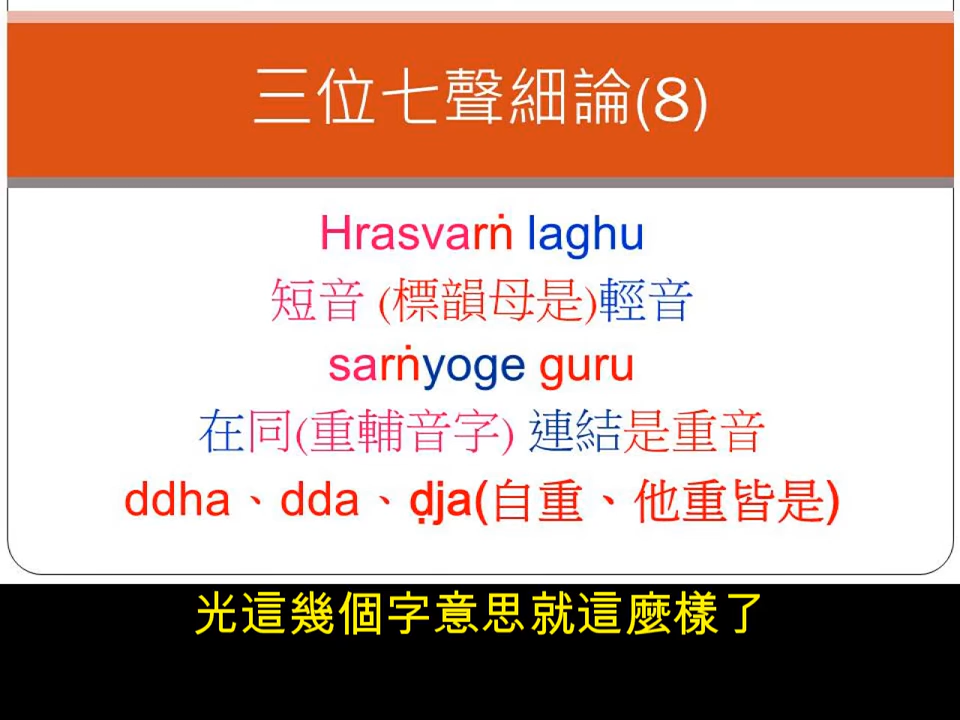 三位七聲細論(8)
Hrasvarṅ laghu
短音 (標韻母是)輕音
sarṅyoge guru
在同(重輔音字) 連結是重音
ddha、dda、ḍja(自重、他重皆是)
光這幾個字意思就這麼樣了